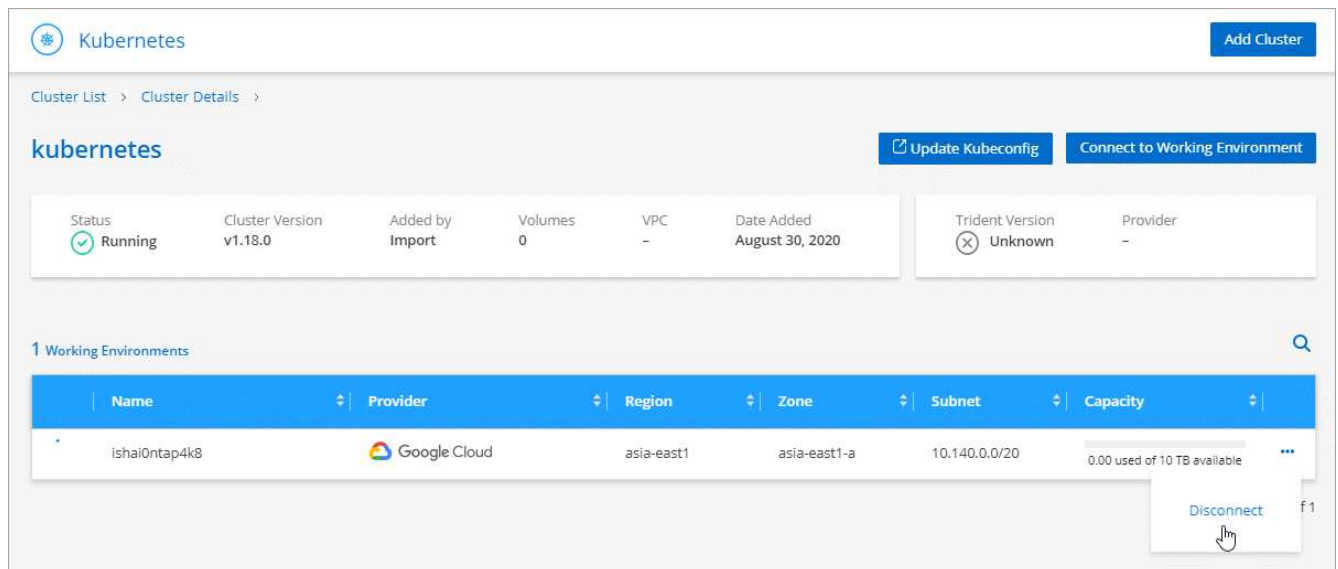 Kubernetes
Add Cluster
Cluster List > Cluster Details >
kubernetes
Update Kubeconfig
Connect to Working Environment
Status Cluster Version Added by Volumes VPC Date Added Trident Version Provider
Running v1.18.0 Import 0 – August 30, 2020 Unknown –
1 Working Environments
Name Provider Region Zone Subnet Capacity
ishai0ntap4k8 Google Cloud asia-east1 asia-east1-a 10.140.0.0/20 0.00 used of 10 TB available
Disconnect
f 1